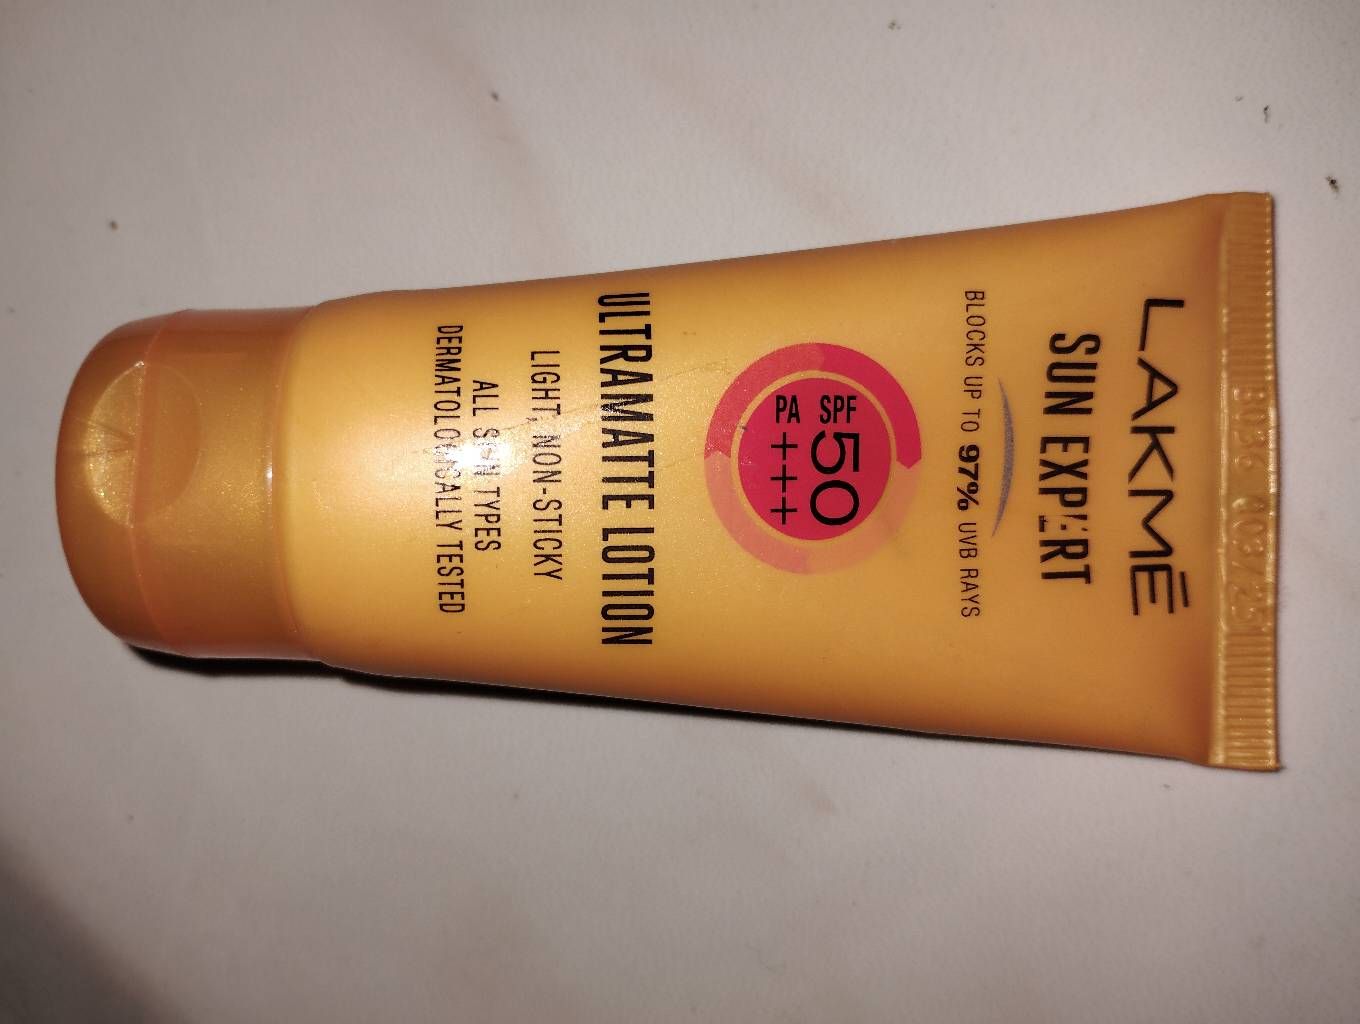 LAKMĒ
SUN EXPERT
BLOCKS UP TO 97% UVB RAYS
SPF 50
PA +++
ULTRAMATTE LOTION
LIGHT, NON-STICKY
ALL SKIN TYPES
DERMATOLOGICALLY TESTED